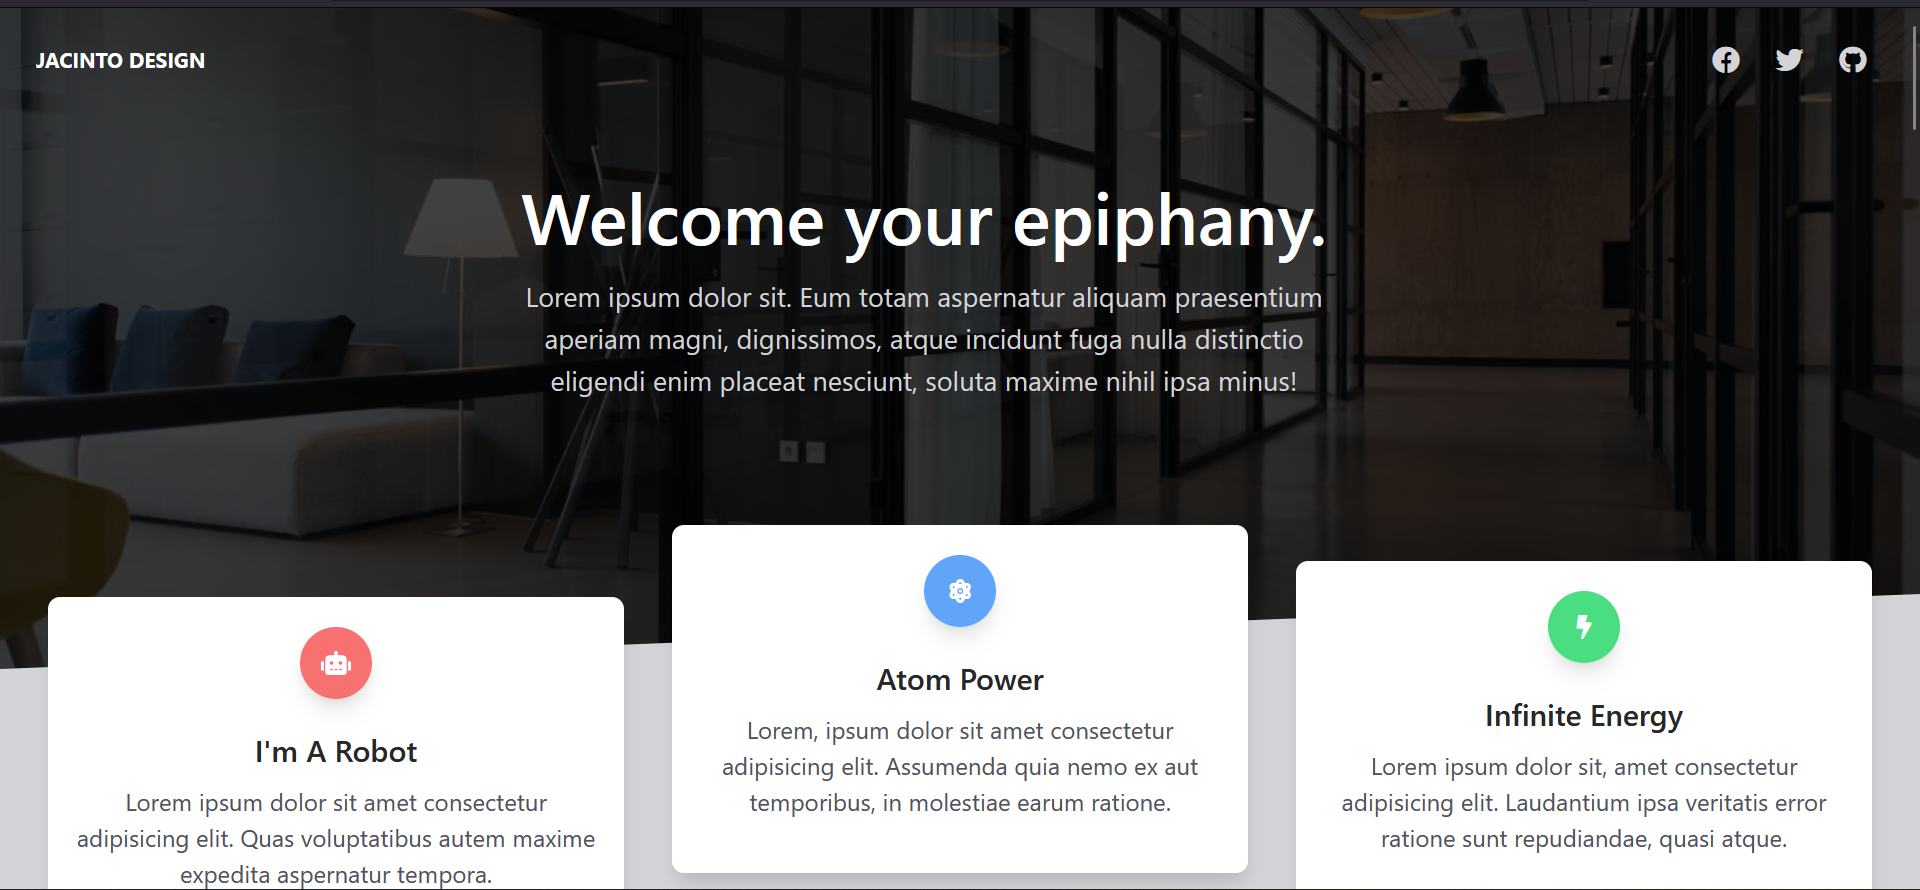 JACINTO DESIGN
Welcome your epiphany.
Lorem ipsum dolor sit. Eum totam aspernatur aliquam praesentium
aperiam magni, dignissimos, atque incidunt fuga nulla distinctio
eligendi enim placeat nesciunt, soluta maxime nihil ipsa minus!
I'm A Robot
Lorem ipsum dolor sit amet consectetur
adipisicing elit. Quas voluptatibus autem maxime
expedita aspernatur tempora.
Atom Power
Lorem, ipsum dolor sit amet consectetur
adipisicing elit. Assumenda quia nemo ex aut
temporibus, in molestiae earum ratione.
Infinite Energy
Lorem ipsum dolor sit, amet consectetur
adipisicing elit. Laudantium ipsa veritatis error
ratione sunt repudiandae, quasi atque.